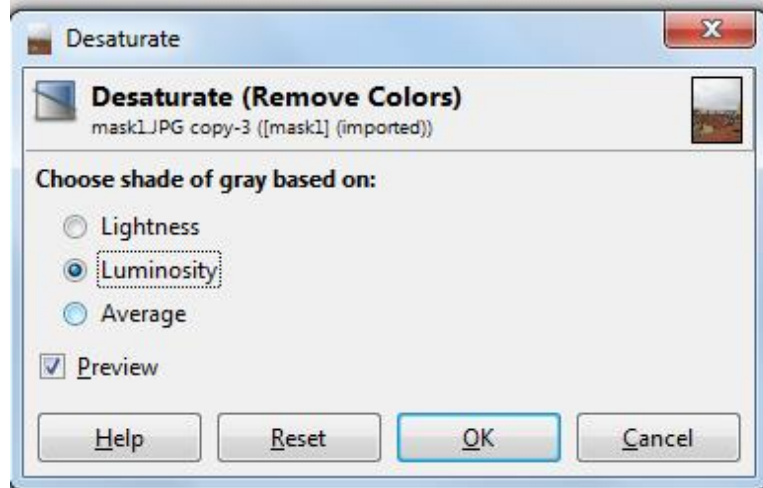 Desaturate
Desaturate (Remove Colors)
mask1.JPG copy-3 ([mask1] (imported))
Choose shade of gray based on:
Lightness
Luminosity
Average
Preview
Help Reset OK Cancel